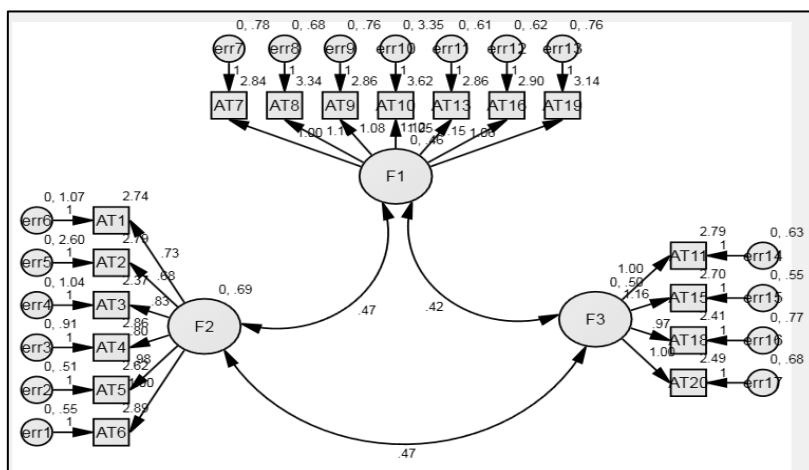 0, .78 0, .68 0, .76 0, 3.35 0, .61 0, .62 0, .76
err7 err8 err9 err10 err11 err12 err13
1 1 1 1 1 1 1
2.84 3.34 2.86 3.62 2.86 2.90 3.14
AT7 AT8 AT9 AT10 AT13 AT16 AT19
1.00 1.08
0, .46
F1
0, 1.07 2.74
err6 1 AT1
.73
0, 2.60 2.79
err5 1 AT2
.68
0, 1.04 2.37
err4 1 AT3
.83
0, .91 2.86
err3 1 AT4
0, .51 2.62
err2 1 AT5
.98
0, .55 2.89
err1 1 AT6
0, .69
F2
.47
.42
F3
0, .50
2.79 0, .63
1.00 AT11 1 err14
2.70 0, .55
1.16 AT15 1 err15
2.41 0, .77
.97 AT18 1 err16
2.49 0, .68
1.00 AT20 1 err17
.47